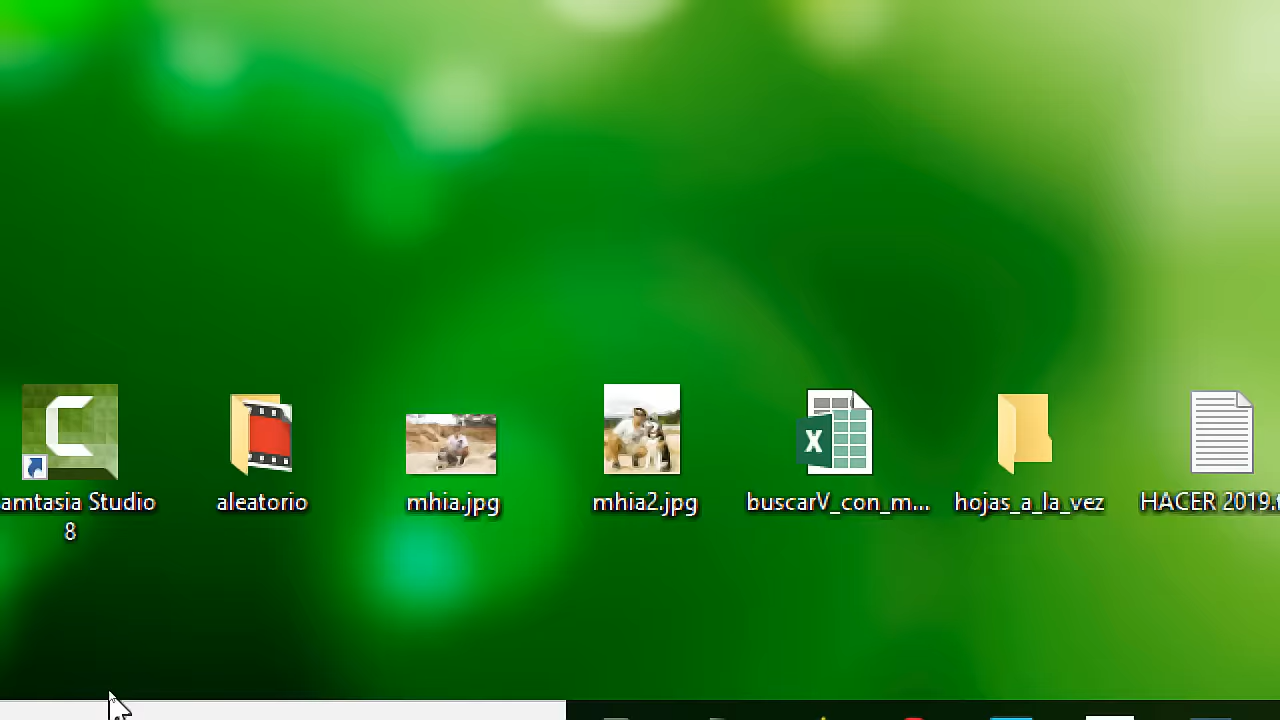 amtasia Studio
8
aleatorio
mhia.jpg
mhia2.jpg
buscarV_con_m...
hojas_a_la_vez
HACER 2019.t